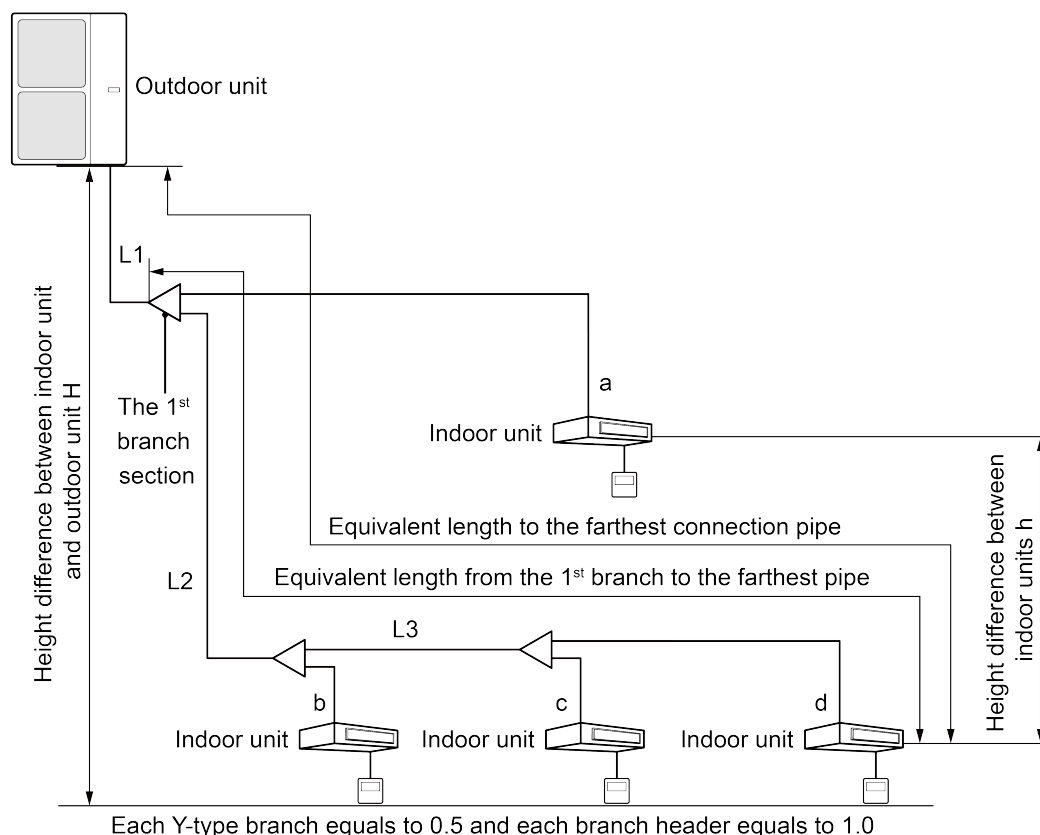 Outdoor unit
L1
Height difference between indoor unit
and outdoor unit H
The 1st
branch
section
a
Indoor unit
Height difference between
indoor units h
Equivalent length to the farthest connection pipe
Equivalent length from the 1st branch to the farthest pipe
L2
L3
b
c
d
Indoor unit
Indoor unit
Indoor unit
Each Y-type branch equals to 0.5 and each branch header equals to 1.0